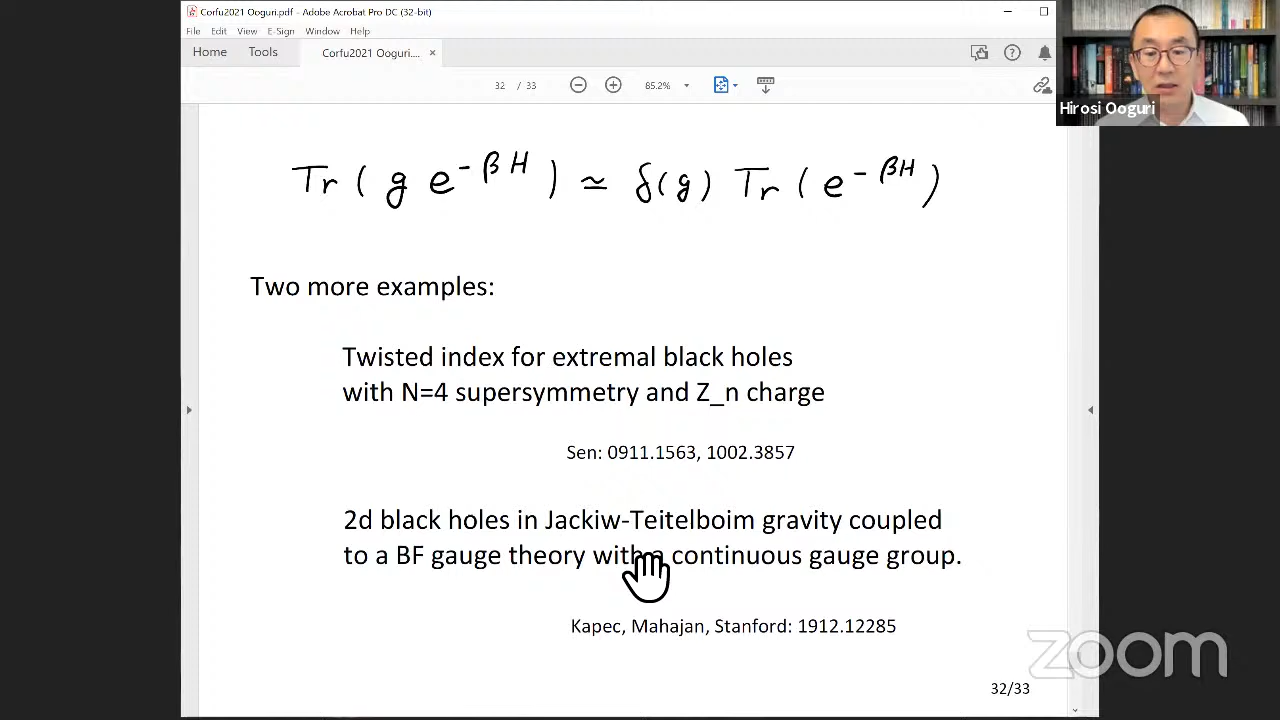 Corfu2021 Ooguri.pdf - Adobe Acrobat Pro DC (32-bit)
File Edit View E-Sign Window Help
Home Tools Corfu2021 Ooguri.... ×
32 / 33 85.2%
Hirosi Ooguri
Tr ( g e^{-βH} ) ≃ δ(g) Tr ( e^{-βH} )
Two more examples:
Twisted index for extremal black holes
with N=4 supersymmetry and Z_n charge
Sen: 0911.1563, 1002.3857
2d black holes in Jackiw-Teitelboim gravity coupled
to a BF gauge theory with a continuous gauge group.
Kapec, Mahajan, Stanford: 1912.12285
zoom
32/33